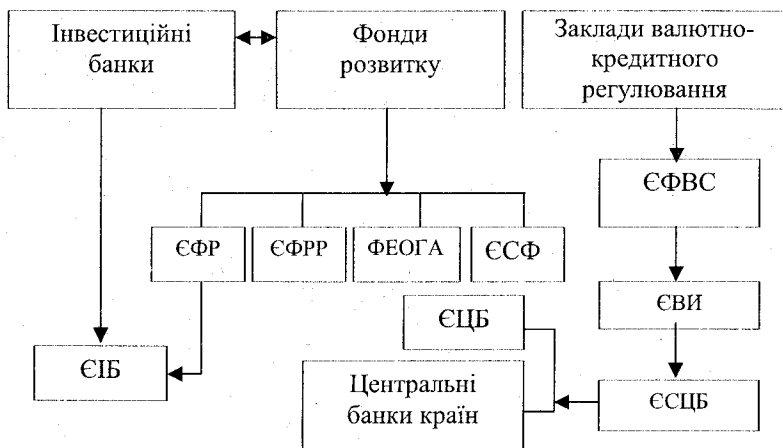 Інвестиційні
банки
Фонди
розвитку
Заклади валютно-
кредитного
регулювання
ЄФВС
ЄФР
ЄФРР
ФЕОГА
ЄСФ
ЄВИ
ЄЦБ
ЄІБ
Центральні
банки країн
ЄСЦБ